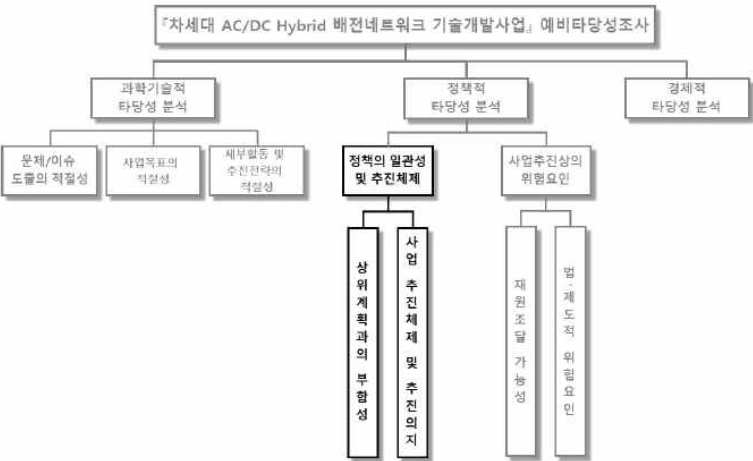 『차세대 AC/DC Hybrid 배전네트워크 기술개발사업』 예비타당성조사
과학기술적
타당성 분석
정책적
타당성 분석
경제적
타당성 분석
문제/이슈
도출의 적절성
사업목표의
적절성
세부활동 및
추진전략의
적절성
정책의 일관성
및 추진체제
사업추진상의
위험요인
상위계획과의 부합성
사업 추진체제 및 추진의지
재원조달 가능성
법·제도적 위험요인